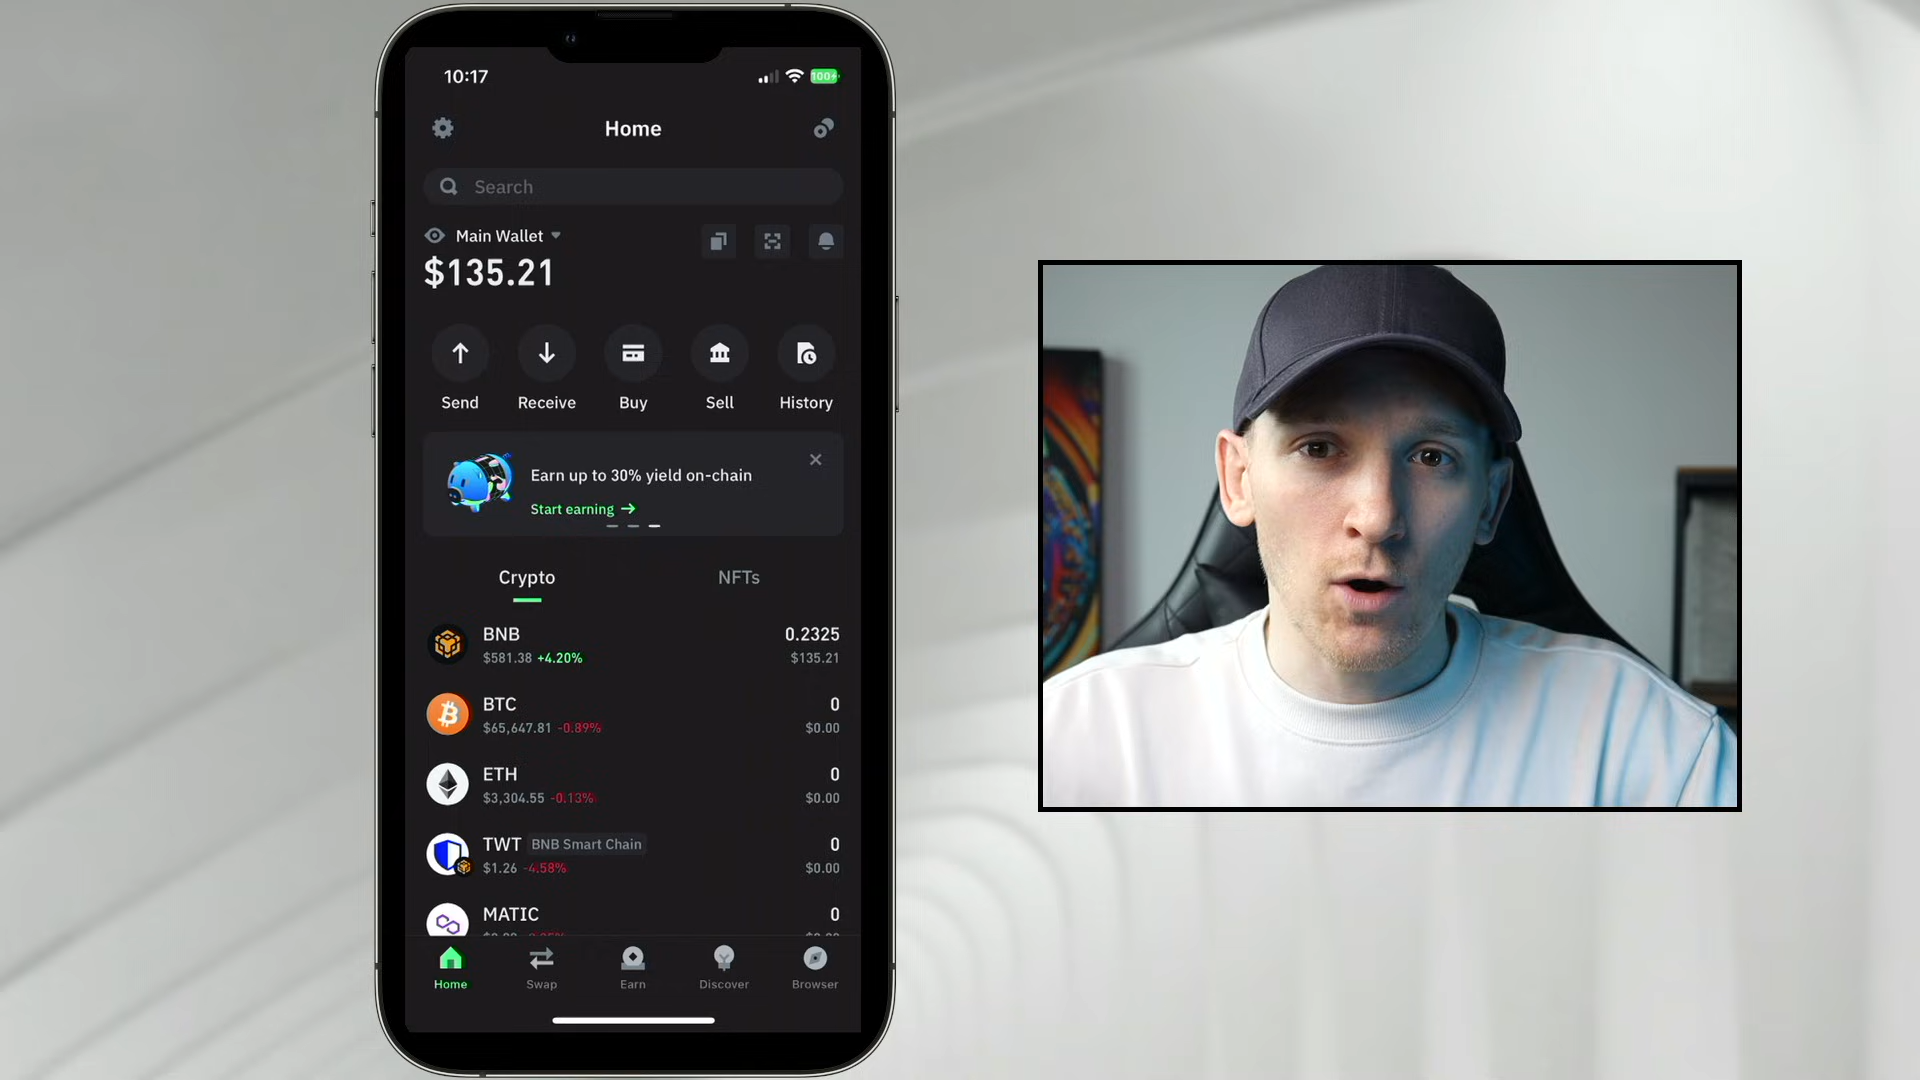 10:17
100
Home
Search
Main Wallet
$135.21
Send Receive Buy Sell History
Earn up to 30% yield on-chain
Start earning →
Crypto NFTs
BNB 0.2325
$581.38 +4.20% $135.21
BTC 0
$65,647.81 -0.89% $0.00
ETH 0
$3,304.55 -0.13% $0.00
TWT BNB Smart Chain 0
$1.26 -4.58% $0.00
MATIC 0
Home Swap Earn Discover Browser